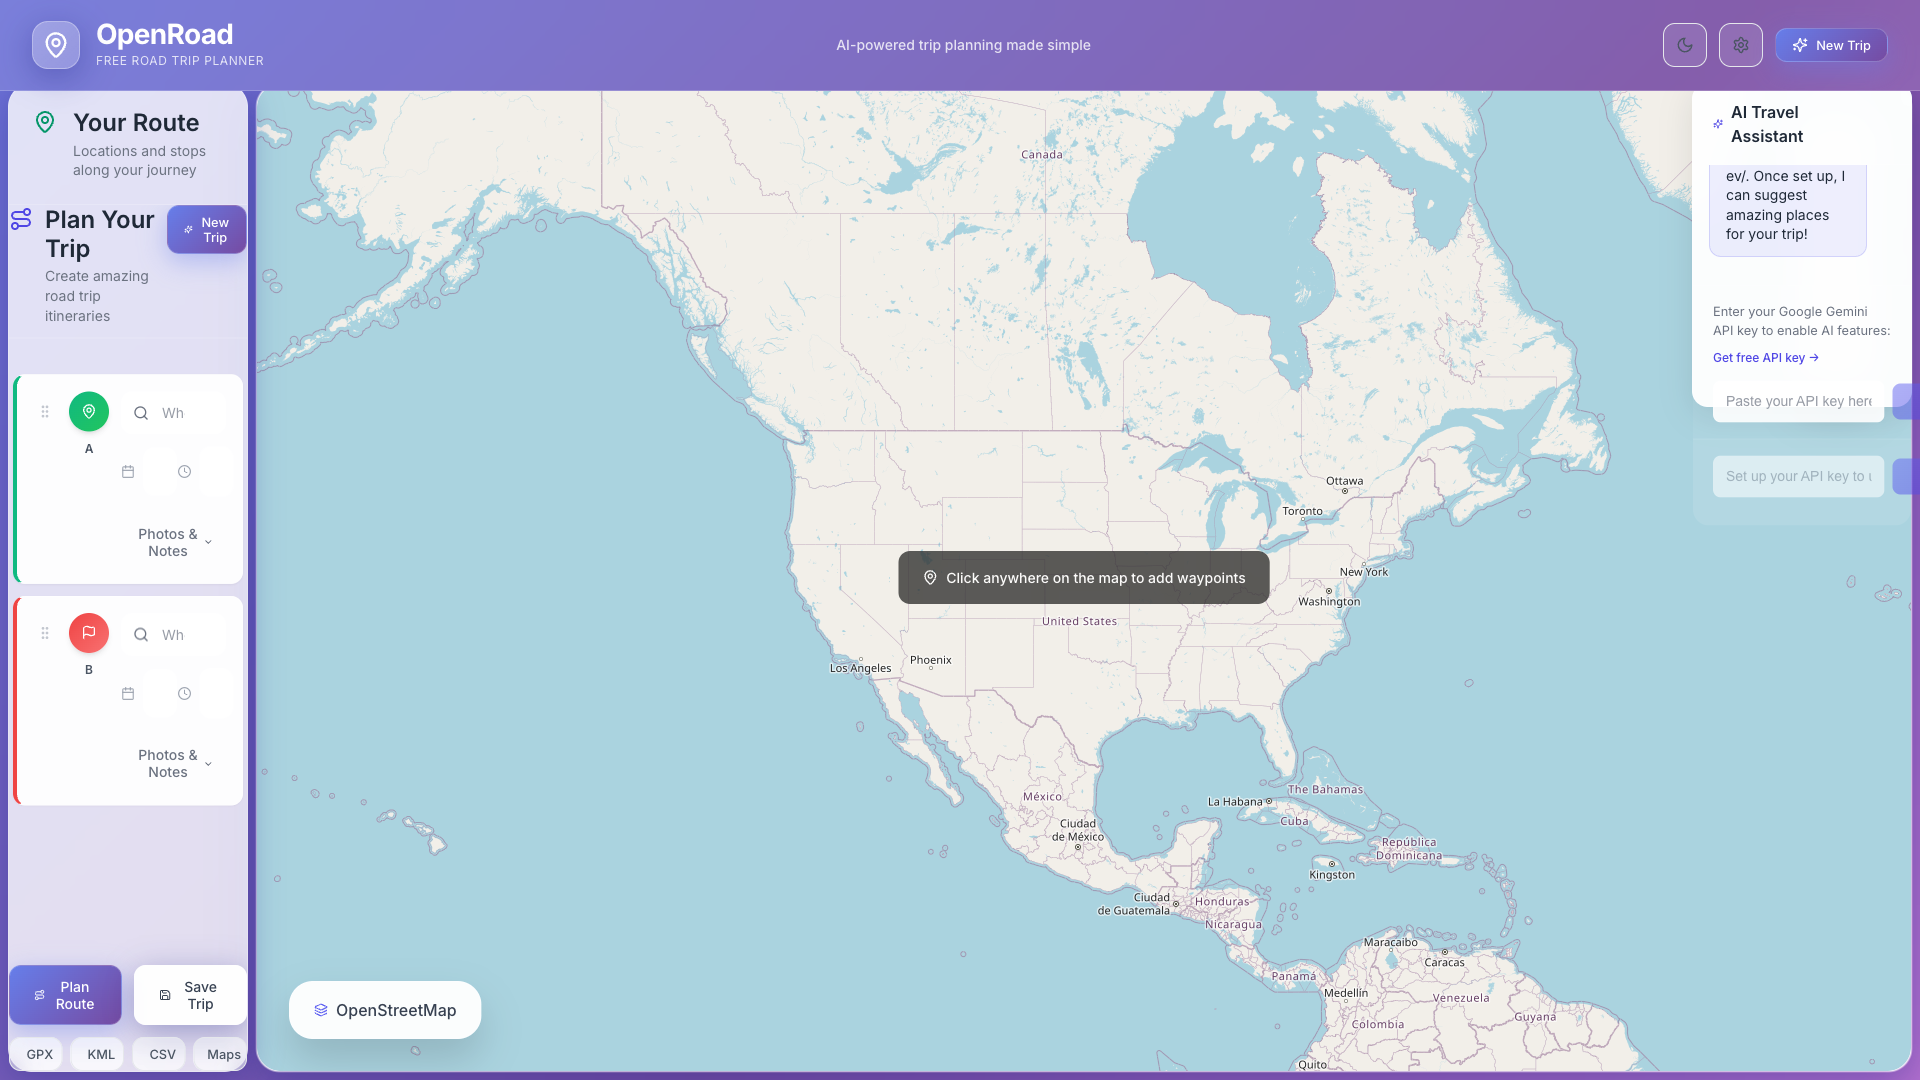 OpenRoad
FREE ROAD TRIP PLANNER
AI-powered trip planning made simple
New Trip
Your Route
Locations and stops
along your journey
Plan Your
Trip
New
Trip
Create amazing
road trip
itineraries
Wh
A
Photos &
Notes
Wh
B
Photos &
Notes
Plan
Route
Save
Trip
GPX
KML
CSV
Maps
Canada
Ottawa
Toronto
New York
Washington
Click anywhere on the map to add waypoints
United States
Phoenix
Los Angeles
México
Ciudad
de México
La Habana
The Bahamas
Cuba
República
Dominicana
Kingston
Ciudad
de Guatemala
Honduras
Nicaragua
Maracaibo
Caracas
Panamá
Medellín
Venezuela
Guyana
Colombia
Quito
OpenStreetMap
AI Travel
Assistant
ev/. Once set up, I
can suggest
amazing places
for your trip!
Enter your Google Gemini
API key to enable AI features:
Get free API key →
Paste your API key here
Set up your API key to u